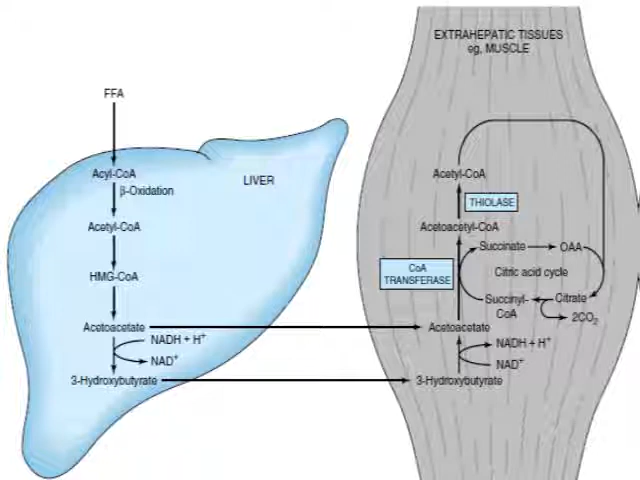 EXTRAHEPATIC TISSUES
eg, MUSCLE
FFA
Acyl-CoA
β-Oxidation
LIVER
Acetyl-CoA
HMG-CoA
Acetoacetate
NADH + H⁺
NAD⁺
3-Hydroxybutyrate
Acetyl-CoA
THIOLASE
Acetoacetyl-CoA
Succinate
OAA
CoA
TRANSFERASE
Citric acid cycle
Succinyl-
CoA
Citrate
2CO₂
Acetoacetate
NADH + H⁺
NAD⁺
3-Hydroxybutyrate